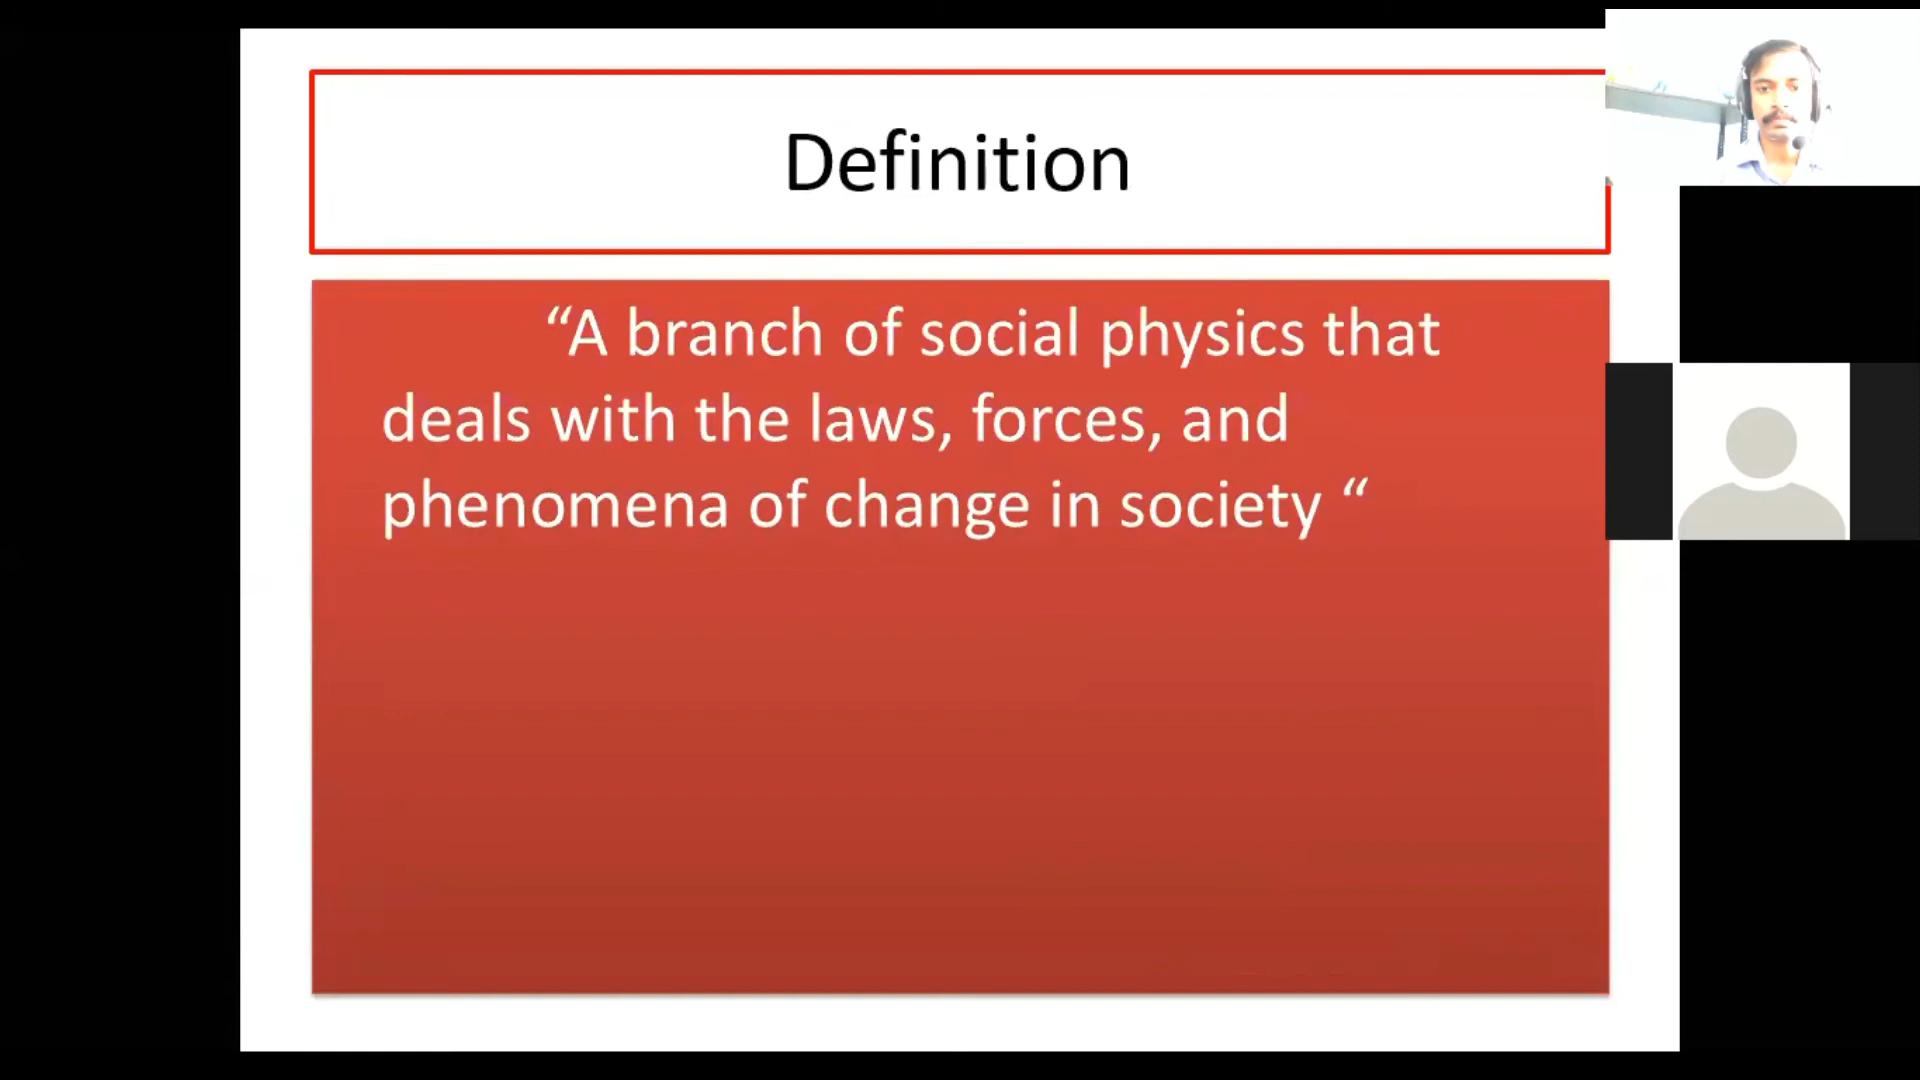 Definition
“A branch of social physics that
deals with the laws, forces, and
phenomena of change in society “